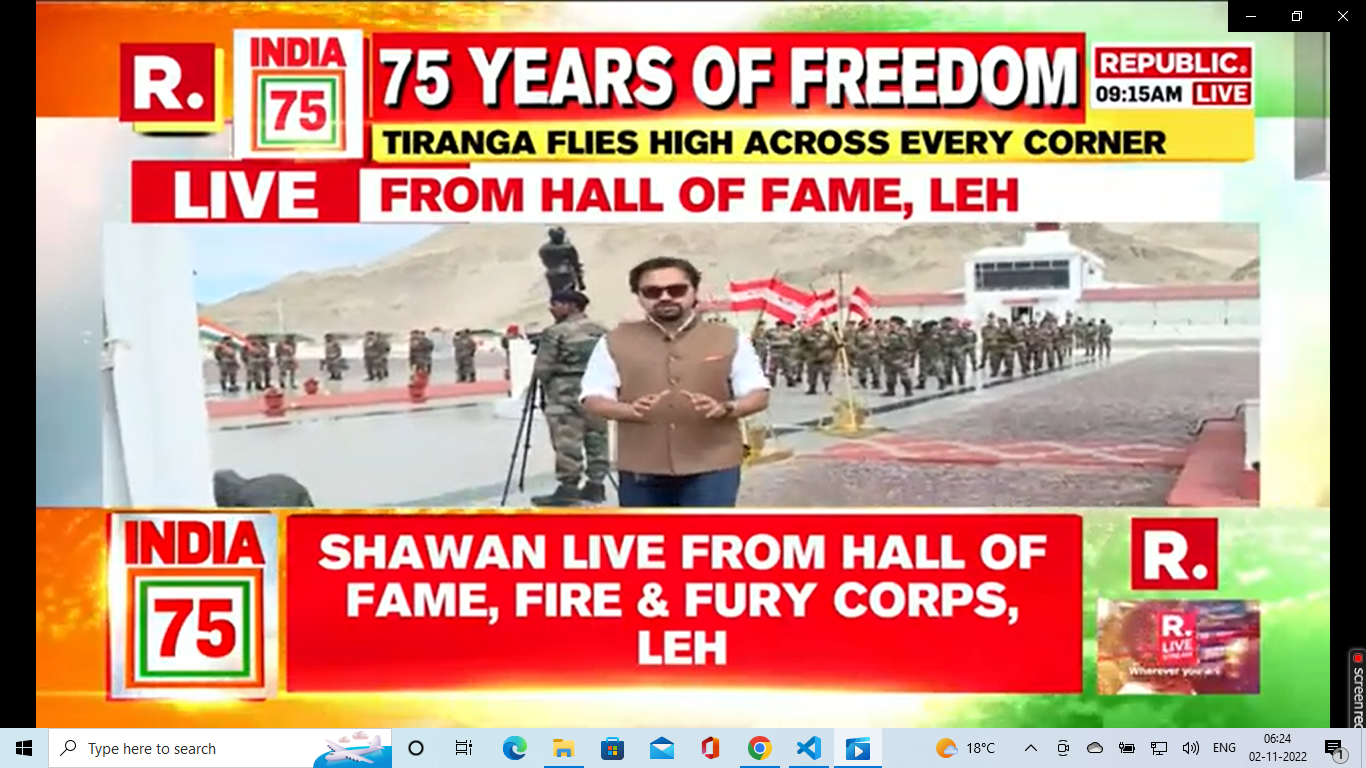 R.
INDIA
75
75 YEARS OF FREEDOM
TIRANGA FLIES HIGH ACROSS EVERY CORNER
REPUBLIC.
09:15AM LIVE
LIVE FROM HALL OF FAME, LEH
INDIA
75
SHAWAN LIVE FROM HALL OF
FAME, FIRE & FURY CORPS,
LEH
R.
R.
LIVE
Wherever you are
Type here to search
18°C
ENG
06:24
02-11-2022
1
screenrec